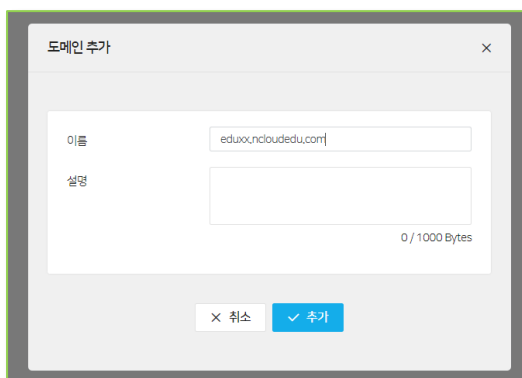 도메인 추가
이름
eduxx.ncloudedu.com
설명
0 / 1000 Bytes
취소
추가